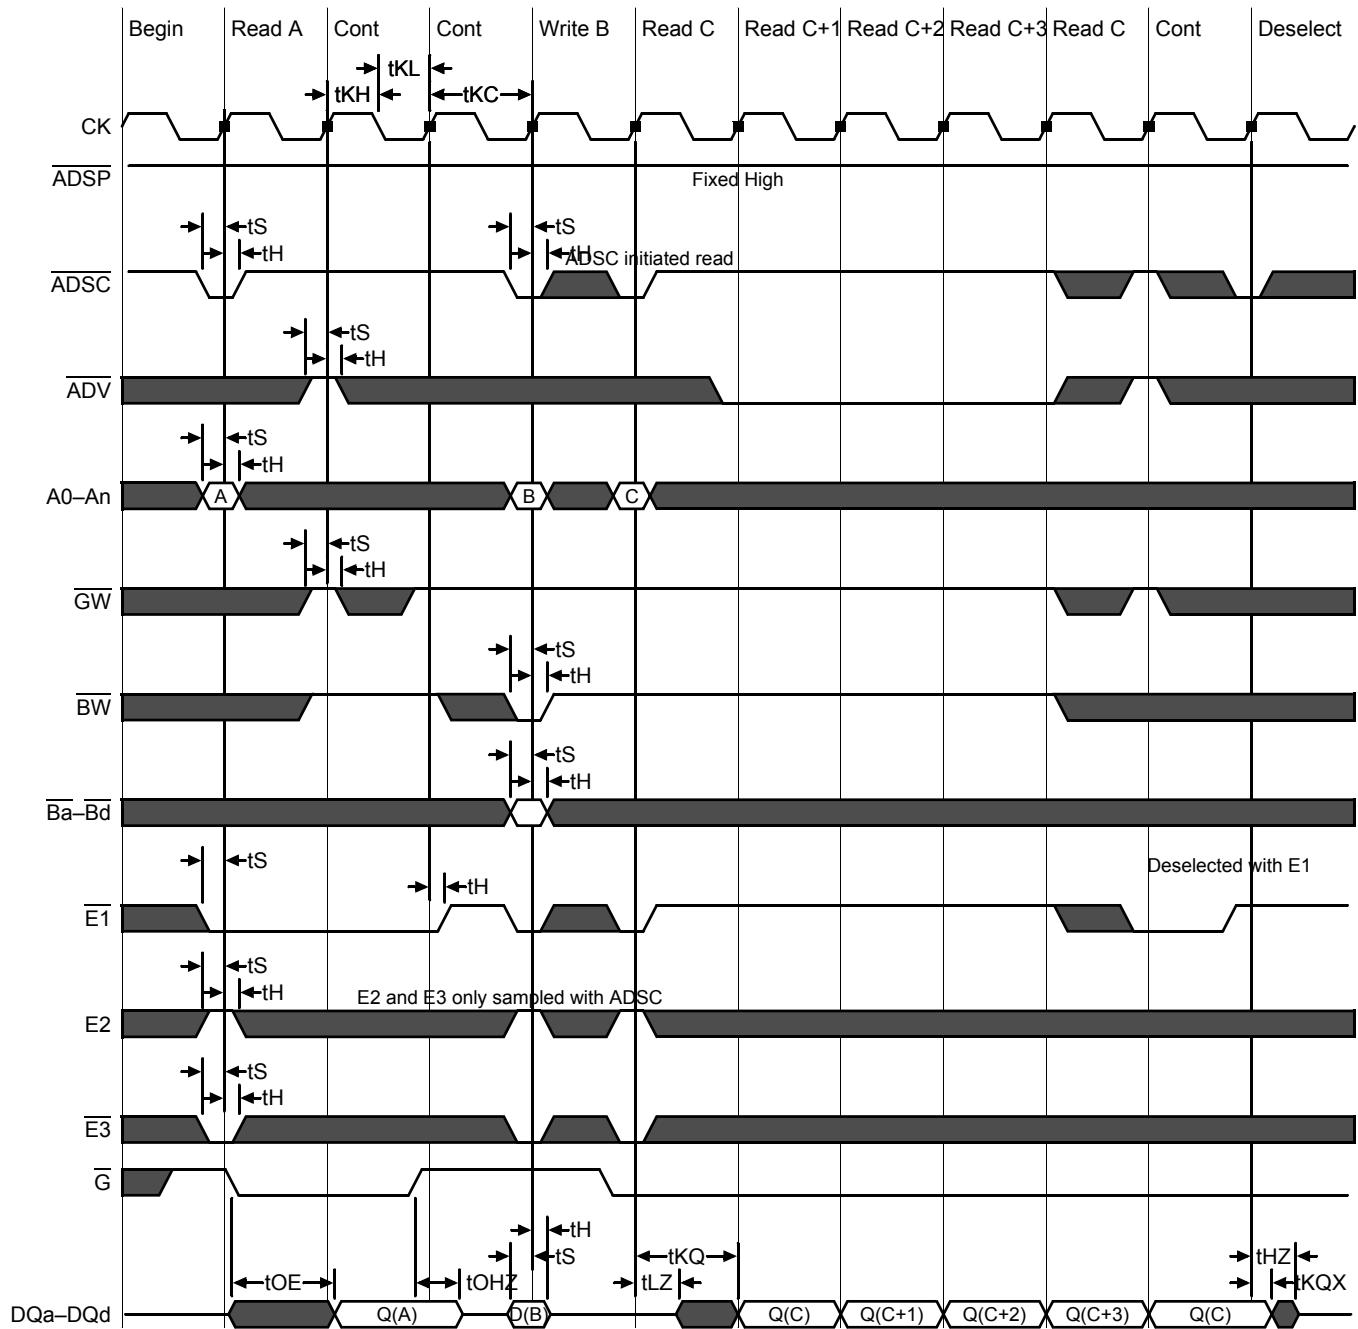 Begin Read A Cont Cont Write B Read C Read C+1 Read C+2 Read C+3 Read C Cont Deselect
tKL
tKH tKC
CK
ADSP
Fixed High
tS tS
tH tH
ADSC initiated read
ADSC
tS
tH
ADV
tS
tH
A0–An A B C
tS
tH
GW
tS
tH
BW
tS
tH
Ba–Bd
tS Deselected with E1
tH
E1
tS
tH
E2 and E3 only sampled with ADSC
E2
tS
tH
E3
G
tH
tS tKQ tHZ
tOE tOHZ tLZ tKQX
DQa–DQd Q(A) D(B) Q(C) Q(C+1) Q(C+2) Q(C+3) Q(C)